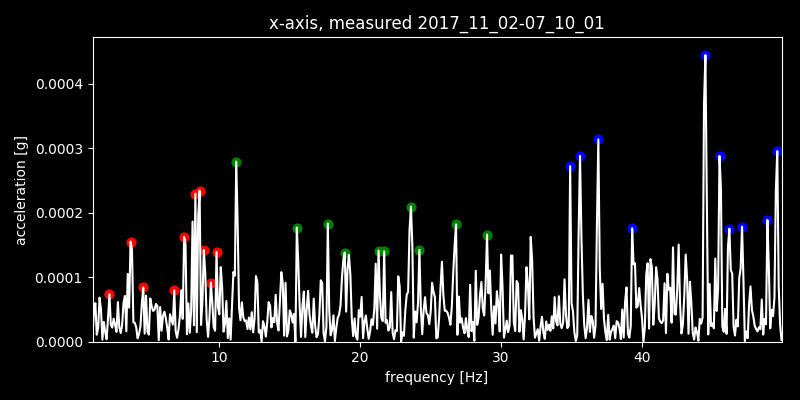 x-axis, measured 2017_11_02-07_10_01
acceleration [g]
0.0004
0.0003
0.0002
0.0001
0.0000
10 20 30 40
frequency [Hz]